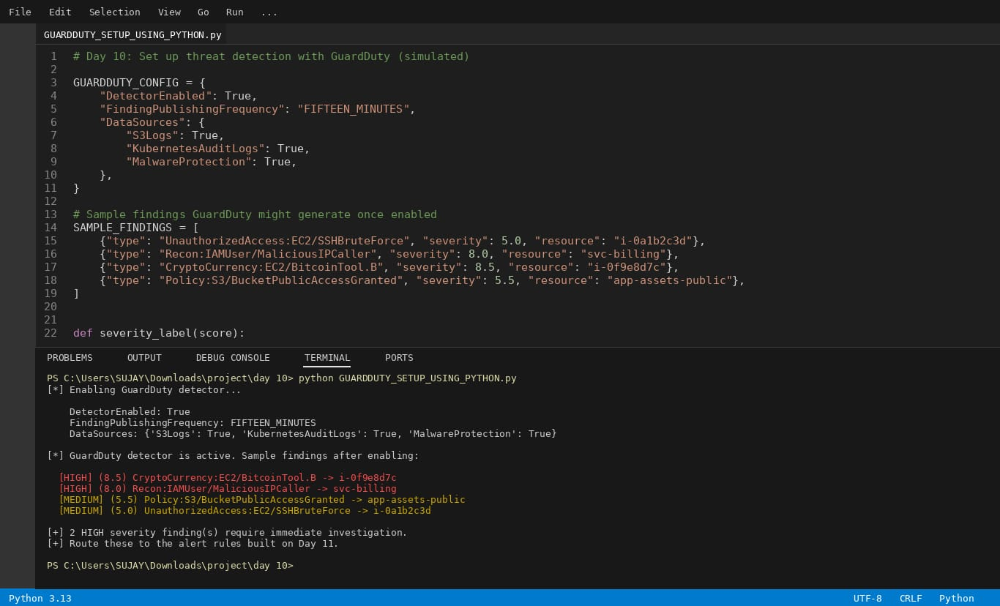 File Edit Selection View Go Run ...
GUARDDUTY_SETUP_USING_PYTHON.py
1 # Day 10: Set up threat detection with GuardDuty (simulated)
2
3 GUARDDUTY_CONFIG = {
4     "DetectorEnabled": True,
5     "FindingPublishingFrequency": "FIFTEEN_MINUTES",
6     "DataSources": {
7         "S3Logs": True,
8         "KubernetesAuditLogs": True,
9         "MalwareProtection": True,
10     },
11 }
12
13 # Sample findings GuardDuty might generate once enabled
14 SAMPLE_FINDINGS = [
15     {"type": "UnauthorizedAccess:EC2/SSHBruteForce", "severity": 5.0, "resource": "i-0a1b2c3d"},
16     {"type": "Recon:IAMUser/MaliciousIPCaller", "severity": 8.0, "resource": "svc-billing"},
17     {"type": "CryptoCurrency:EC2/BitcoinTool.B", "severity": 8.5, "resource": "i-0f9e8d7c"},
18     {"type": "Policy:S3/BucketPublicAccessGranted", "severity": 5.5, "resource": "app-assets-public"},
19 ]
20
21
22 def severity_label(score):
PROBLEMS OUTPUT DEBUG CONSOLE TERMINAL PORTS
PS C:\Users\SUJAY\Downloads\project\day 10> python GUARDDUTY_SETUP_USING_PYTHON.py
[*] Enabling GuardDuty detector...
    DetectorEnabled: True
    FindingPublishingFrequency: FIFTEEN_MINUTES
    DataSources: {'S3Logs': True, 'KubernetesAuditLogs': True, 'MalwareProtection': True}
[*] GuardDuty detector is active. Sample findings after enabling:
  [HIGH] (8.5) CryptoCurrency:EC2/BitcoinTool.B -> i-0f9e8d7c
  [HIGH] (8.0) Recon:IAMUser/MaliciousIPCaller -> svc-billing
  [MEDIUM] (5.5) Policy:S3/BucketPublicAccessGranted -> app-assets-public
  [MEDIUM] (5.0) UnauthorizedAccess:EC2/SSHBruteForce -> i-0a1b2c3d
[+] 2 HIGH severity finding(s) require immediate investigation.
[+] Route these to the alert rules built on Day 11.
PS C:\Users\SUJAY\Downloads\project\day 10>
Python 3.13 UTF-8 CRLF Python